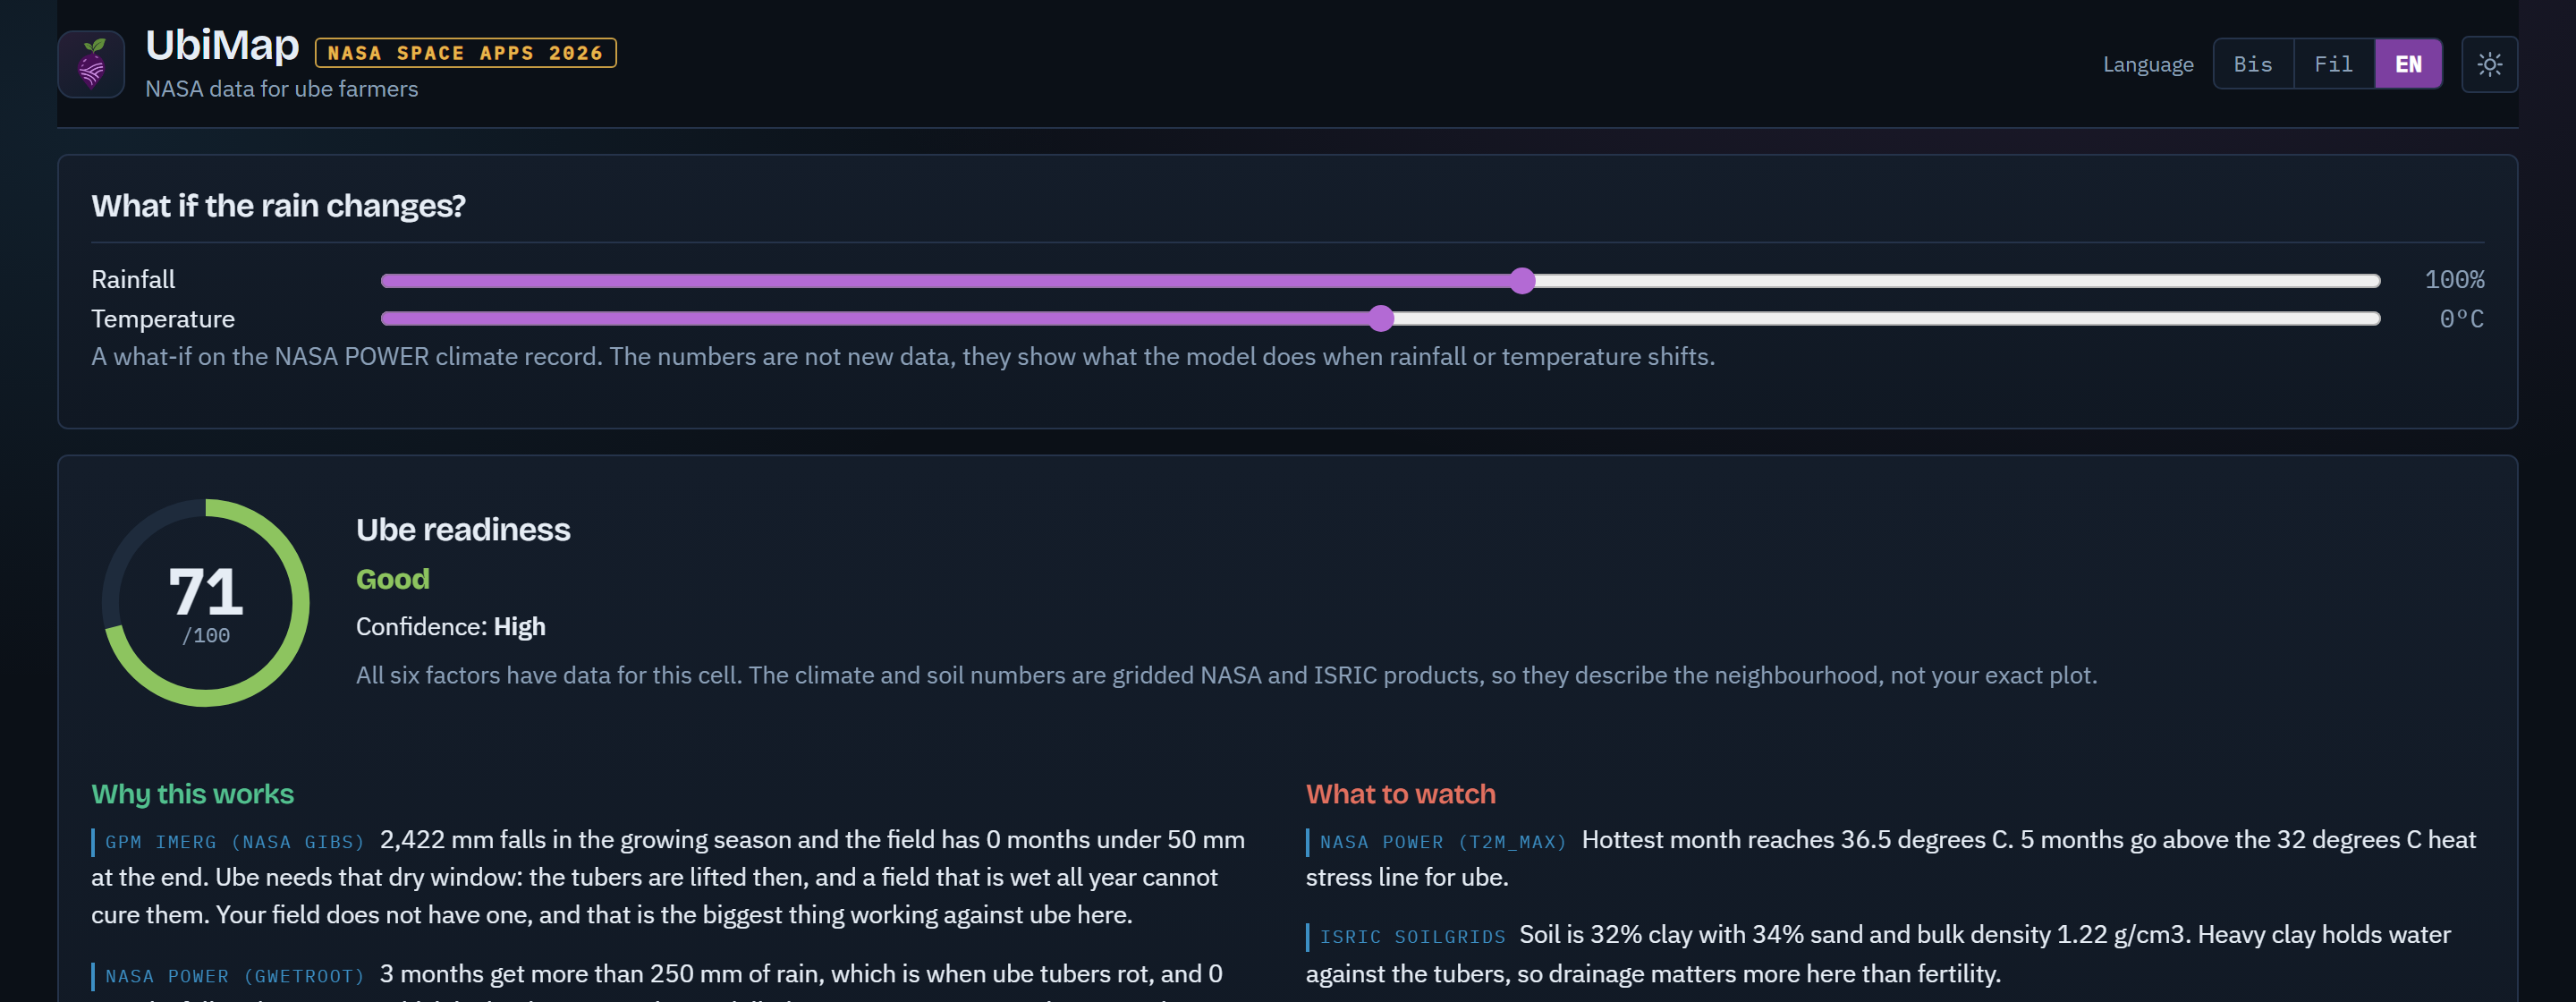 UbiMap NASA SPACE APPS 2026
NASA data for ube farmers
Language Bis Fil EN
What if the rain changes?
Rainfall 100%
Temperature 0°C
A what-if on the NASA POWER climate record. The numbers are not new data, they show what the model does when rainfall or temperature shifts.
71
/100
Ube readiness
Good
Confidence: High
All six factors have data for this cell. The climate and soil numbers are gridded NASA and ISRIC products, so they describe the neighbourhood, not your exact plot.
Why this works
GPM IMERG (NASA GIBS) 2,422 mm falls in the growing season and the field has 0 months under 50 mm
at the end. Ube needs that dry window: the tubers are lifted then, and a field that is wet all year cannot
cure them. Your field does not have one, and that is the biggest thing working against ube here.
NASA POWER (GWETROOT) 3 months get more than 250 mm of rain, which is when ube tubers rot, and 0
What to watch
NASA POWER (T2M_MAX) Hottest month reaches 36.5 degrees C. 5 months go above the 32 degrees C heat
stress line for ube.
ISRIC SOILGRIDS Soil is 32% clay with 34% sand and bulk density 1.22 g/cm3. Heavy clay holds water
against the tubers, so drainage matters more here than fertility.